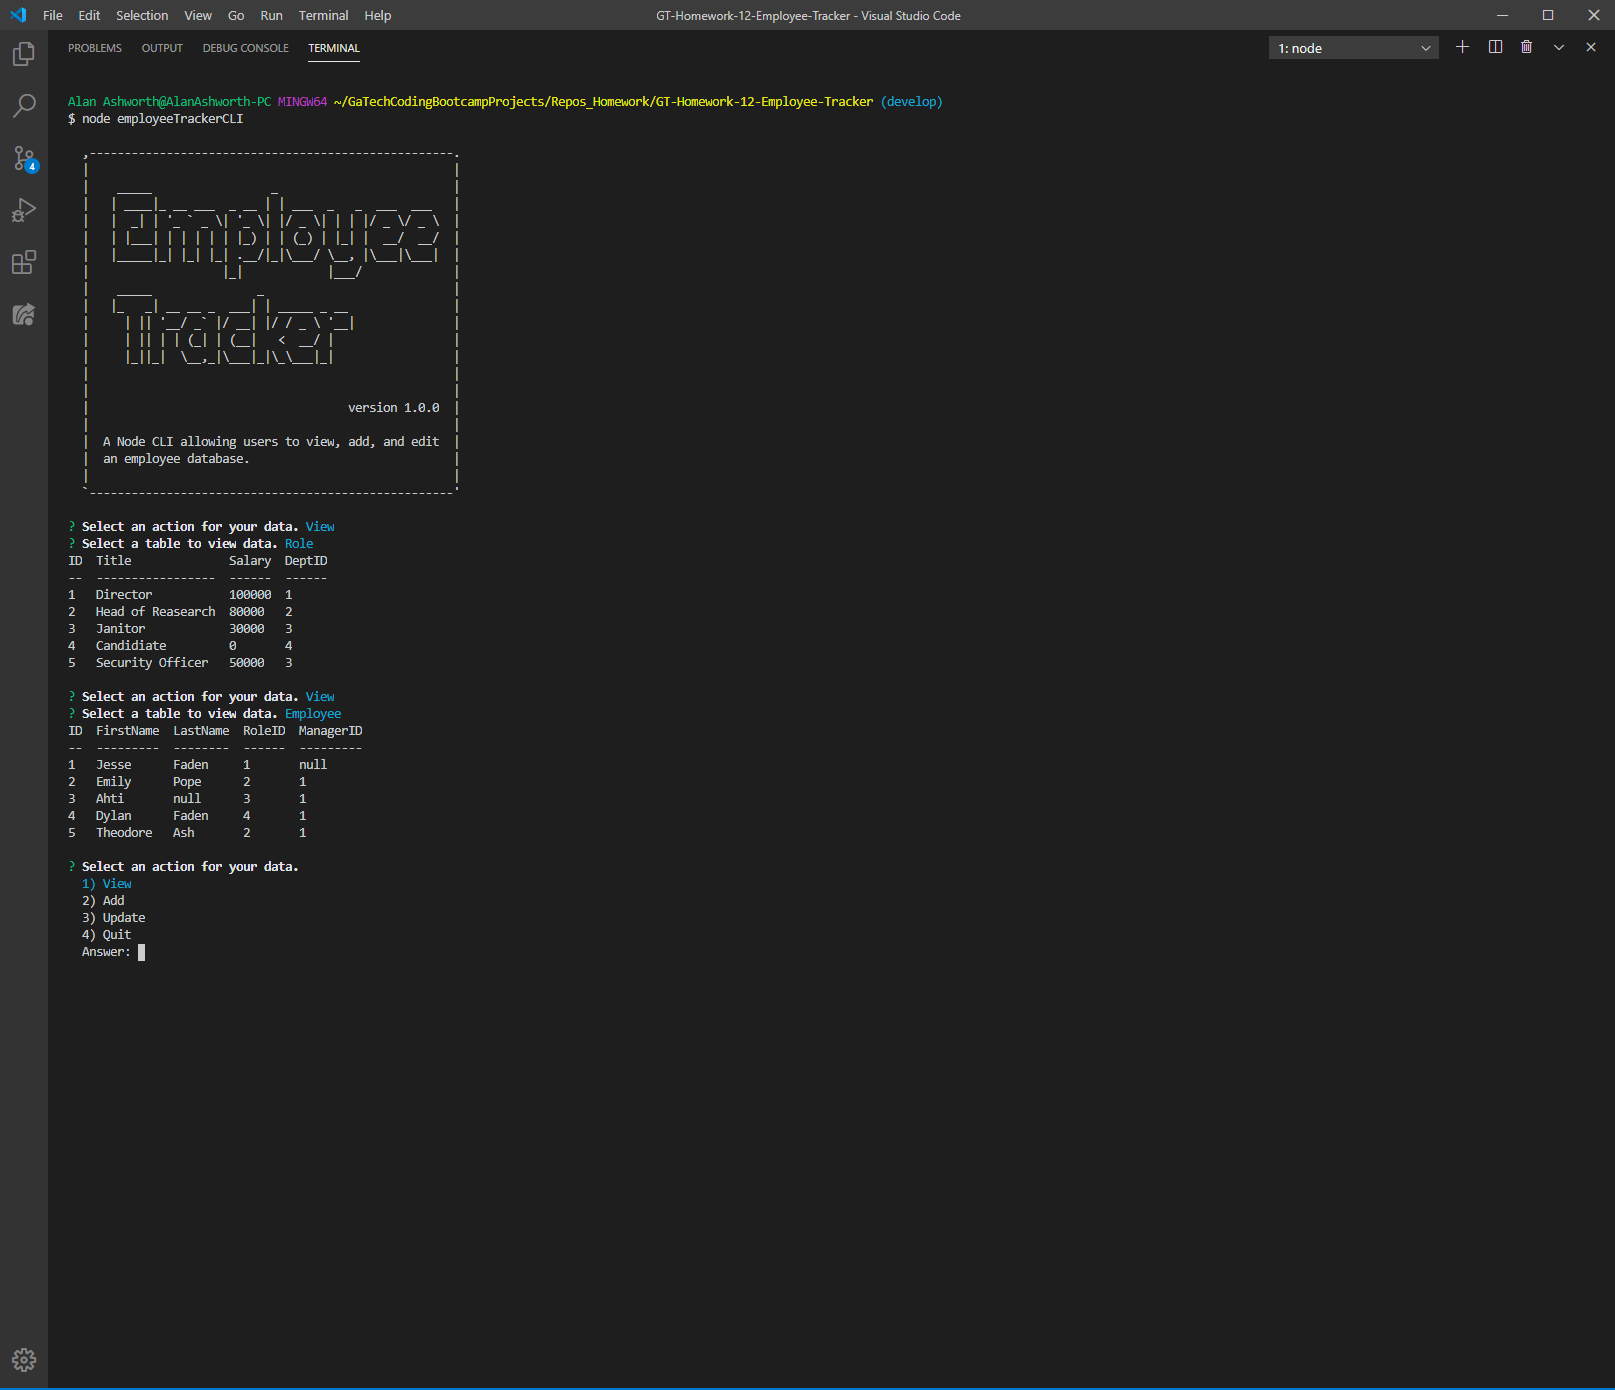 File Edit Selection View Go Run Terminal Help GT-Homework-12-Employee-Tracker - Visual Studio Code
PROBLEMS OUTPUT DEBUG CONSOLE TERMINAL 1: node
4
Alan Ashworth@AlanAshworth-PC MINGW64 ~/GaTechCodingBootcampProjects/Repos_Homework/GT-Homework-12-Employee-Tracker (develop)
$ node employeeTrackerCLI
Employee
Tracker
version 1.0.0
A Node CLI allowing users to view, add, and edit
an employee database.
? Select an action for your data. View
? Select a table to view data. Role
ID Title Salary DeptID
-- ----------------- ------ ------
1 Director 100000 1
2 Head of Reasearch 80000 2
3 Janitor 30000 3
4 Candidiate 0 4
5 Security Officer 50000 3
? Select an action for your data. View
? Select a table to view data. Employee
ID FirstName LastName RoleID ManagerID
-- --------- -------- ------ ---------
1 Jesse Faden 1 null
2 Emily Pope 2 1
3 Ahti null 3 1
4 Dylan Faden 4 1
5 Theodore Ash 2 1
? Select an action for your data.
1) View
2) Add
3) Update
4) Quit
Answer: